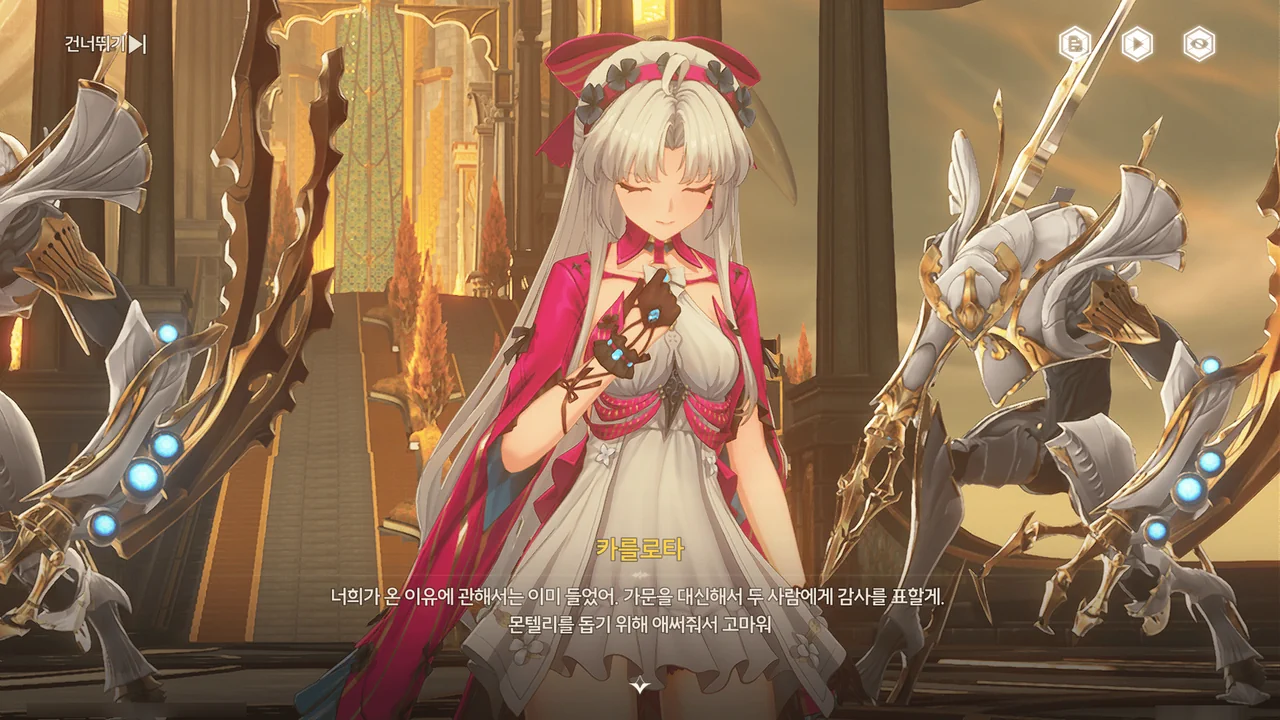 건너뛰기
카를로타
너희가 온 이유에 관해서는 이미 들었어. 가문을 대신해서 두 사람에게 감사를 표할게.
몬텔리를 돕기 위해 애써줘서 고마워